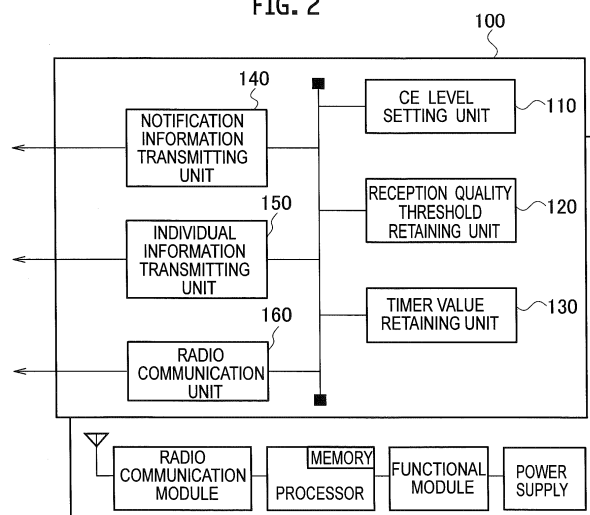 FIG. 2
100
140
NOTIFICATION
INFORMATION
TRANSMITTING
UNIT
CE LEVEL
SETTING UNIT
110
150
INDIVIDUAL
INFORMATION
TRANSMITTING
UNIT
RECEPTION QUALITY
THRESHOLD
RETAINING UNIT
120
160
RADIO
COMMUNICATION
UNIT
TIMER VALUE
RETAINING UNIT
130
RADIO
COMMUNICATION
MODULE
MEMORY
PROCESSOR
FUNCTIONAL
MODULE
POWER
SUPPLY